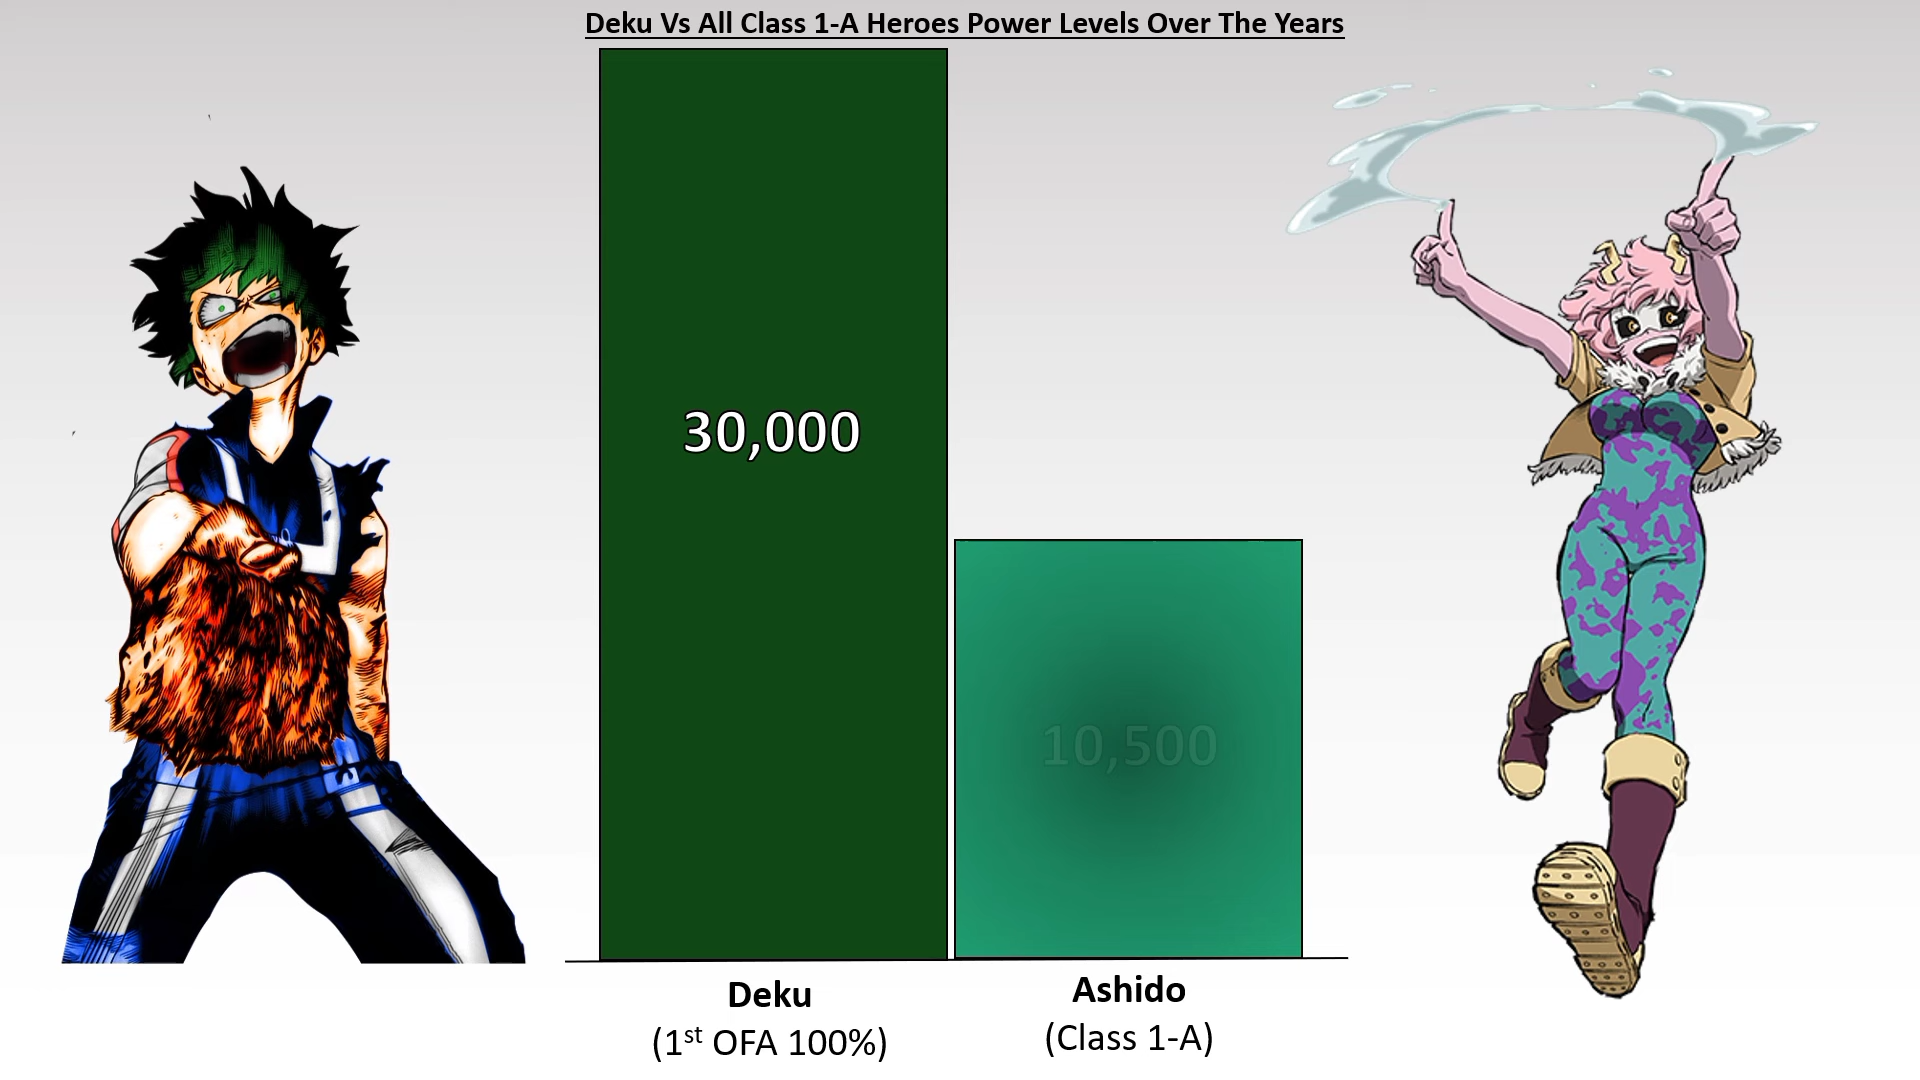 Deku Vs All Class 1-A Heroes Power Levels Over The Years
30,000
10,500
Deku
(1st OFA 100%)
Ashido
(Class 1-A)